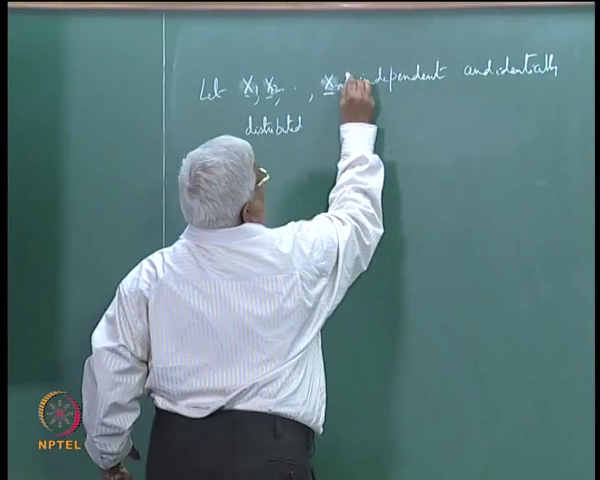 Let X1, X2, . . , Xn independent and identically
distributed
NPTEL